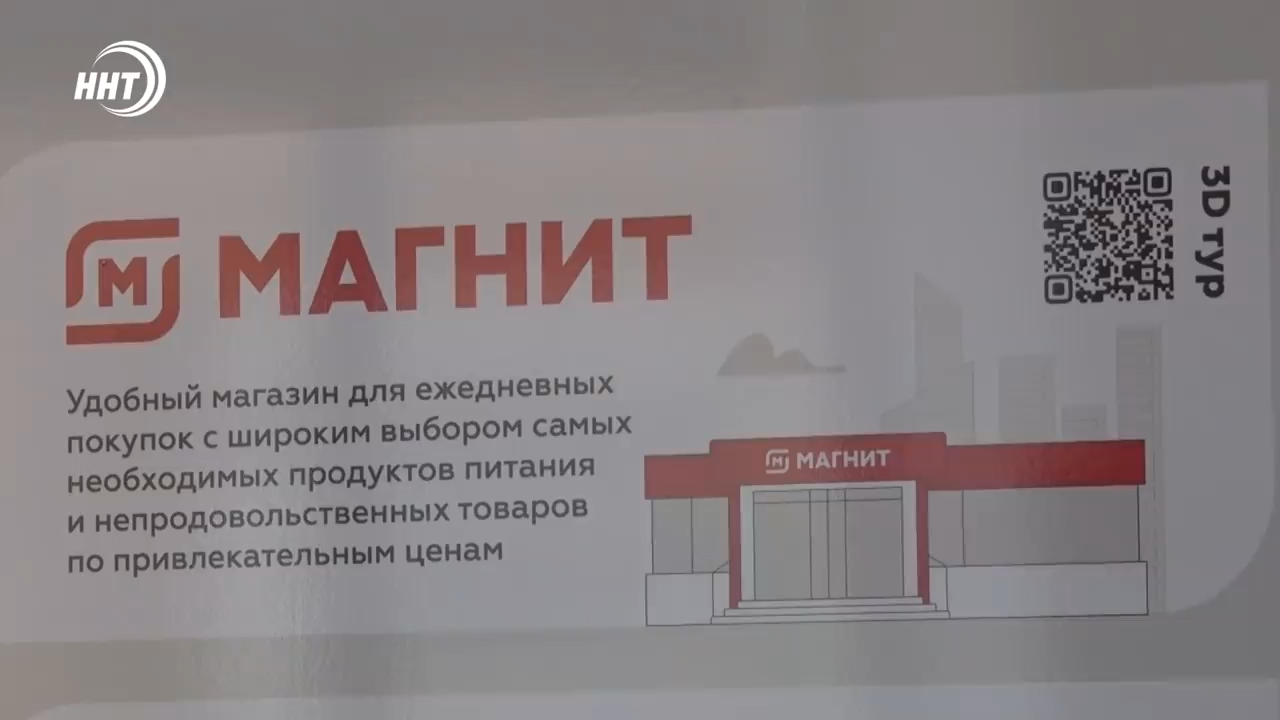 ННТ
М МАГНИТ
3D тур
Удобный магазин для ежедневных
покупок с широким выбором самых
необходимых продуктов питания
и непродовольственных товаров
по привлекательным ценам
М МАГНИТ